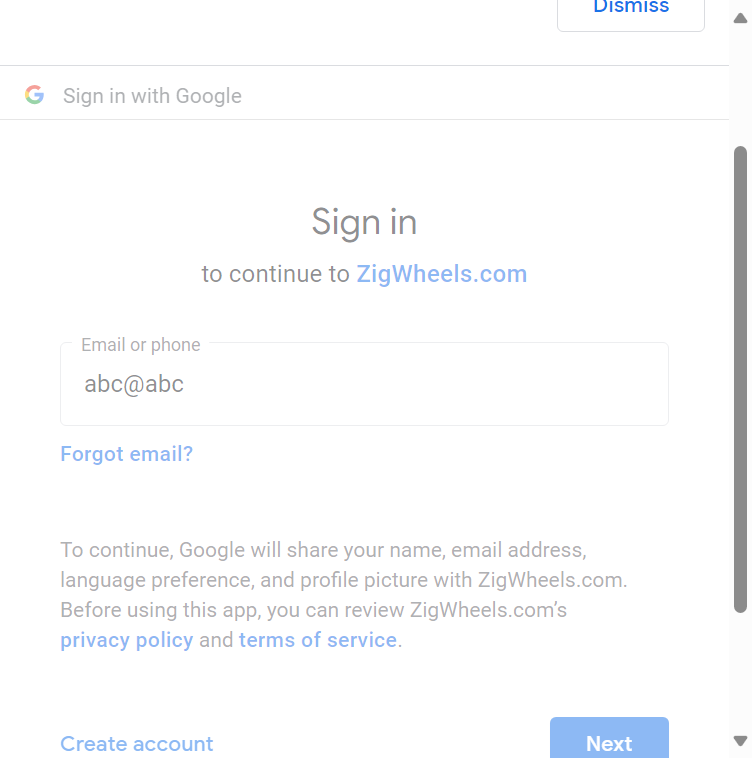 Dismiss
Sign in with Google
Sign in
to continue to ZigWheels.com
Email or phone
abc@abc
Forgot email?
To continue, Google will share your name, email address,
language preference, and profile picture with ZigWheels.com.
Before using this app, you can review ZigWheels.com’s
privacy policy and terms of service.
Create account
Next